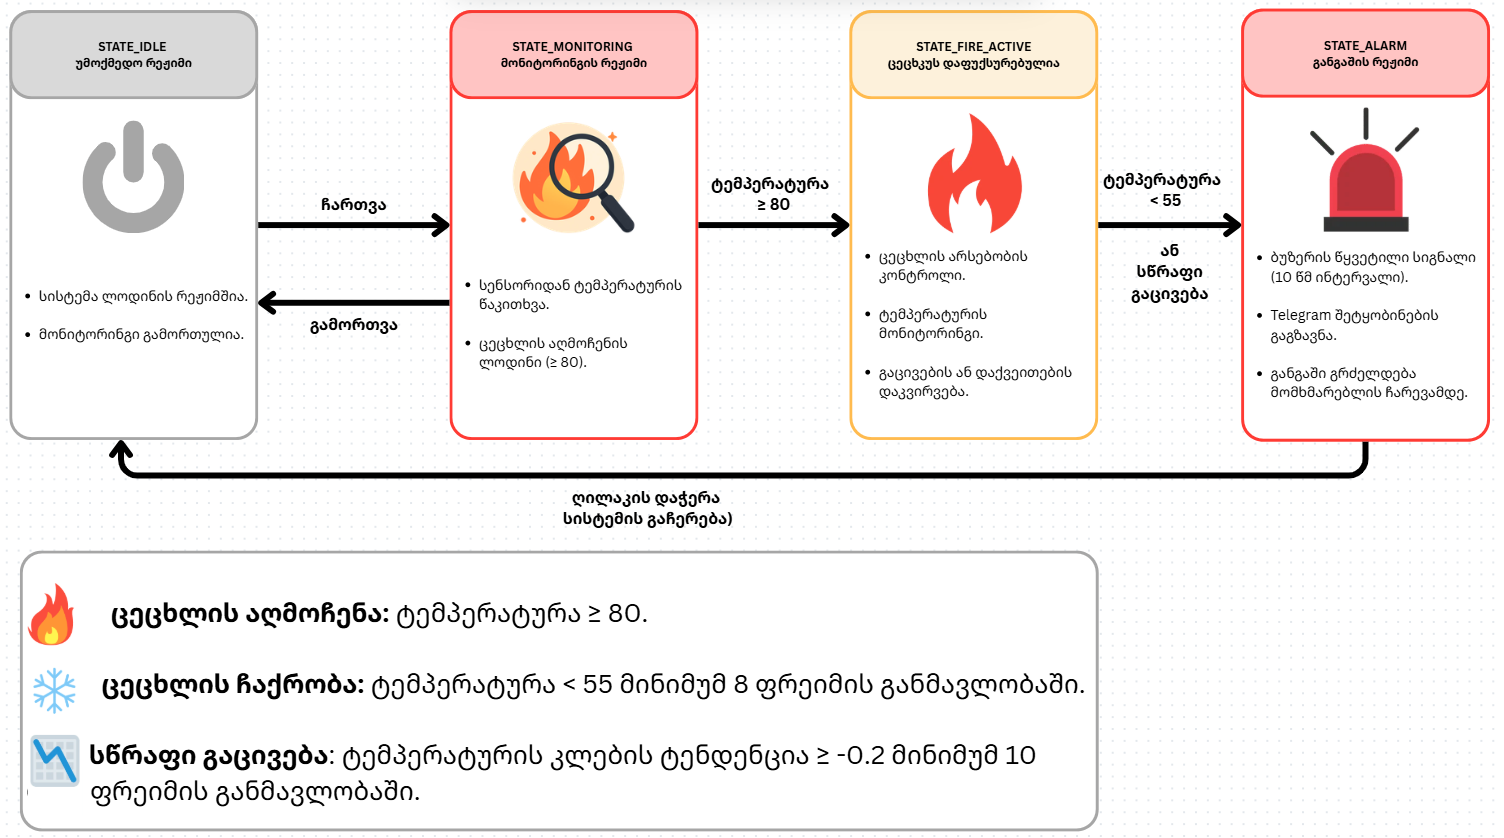 STATE_IDLE
უმოქმედო რეჟიმი
• სისტემა ლოდინის რეჟიმშია.
• მონიტორინგი გამორთულია.
ჩართვა
გამორთვა
STATE_MONITORING
მონიტორინგის რეჟიმი
• სენსორიდან ტემპერატურის
წაკითხვა.
• ცეცხლის აღმოჩენის
ლოდინი (≥ 80).
ტემპერატურა
≥ 80
STATE_FIRE_ACTIVE
ცეცხკუს დაფუქსურებულია
• ცეცხლის არსებობის
კონტროლი.
• ტემპერატურის
მონიტორინგი.
• გაცივების ან დაქვეითების
დაკვირვება.
ტემპერატურა
< 55
ან
სწრაფი
გაცივება
STATE_ALARM
განგაშის რეჟიმი
• ბუზერის წყვეტილი სიგნალი
(10 წმ ინტერვალი).
• Telegram შეტყობინების
გაგზავნა.
• განგაში გრძელდება
მომხმარებლის ჩარევამდე.
ღილაკის დაჭერა
სისტემის გაჩერება)
ცეცხლის აღმოჩენა: ტემპერატურა ≥ 80.
ცეცხლის ჩაქრობა: ტემპერატურა < 55 მინიმუმ 8 ფრეიმის განმავლობაში.
სწრაფი გაცივება: ტემპერატურის კლების ტენდენცია ≥ -0.2 მინიმუმ 10
ფრეიმის განმავლობაში.